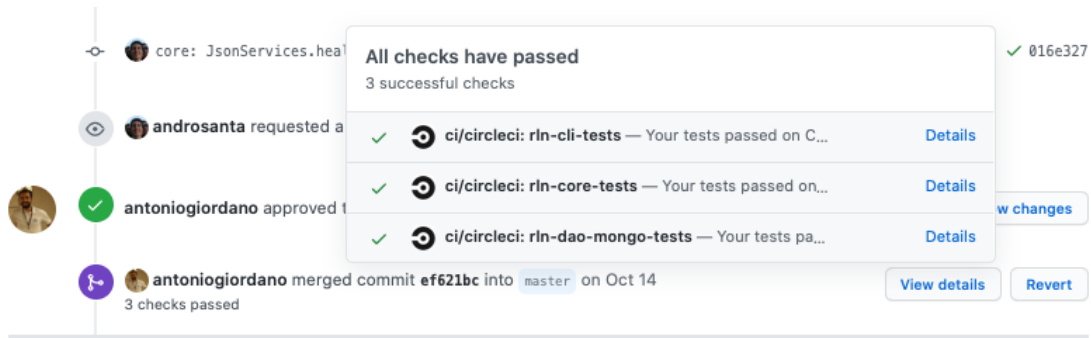 core: JsonServices.heal
016e327
All checks have passed
3 successful checks
androsanta requested a
ci/circleci: rln-cli-tests — Your tests passed on C... Details
ci/circleci: rln-core-tests — Your tests passed on... Details
antoniogiordano approved t
w changes
ci/circleci: rln-dao-mongo-tests — Your tests pa... Details
antoniogiordano merged commit ef621bc into master on Oct 14
View details
Revert
3 checks passed